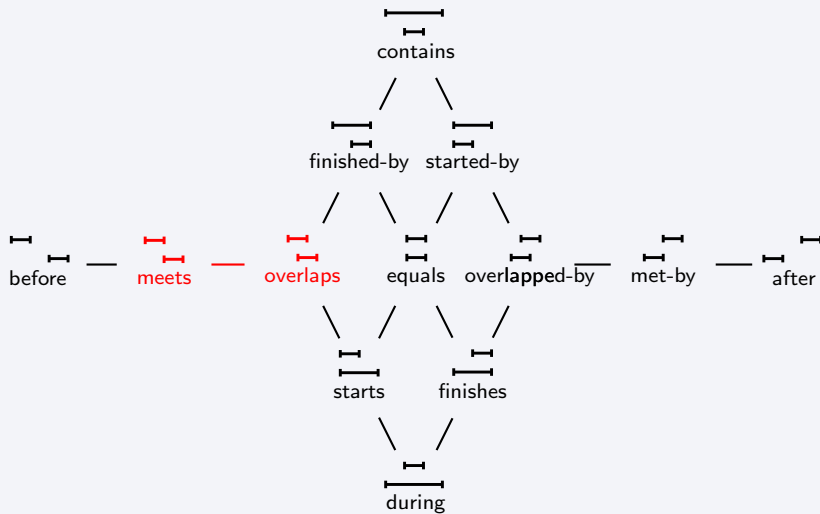 contains
finished-by started-by
before meets overlaps equals overlapped-by met-by after
starts finishes
during